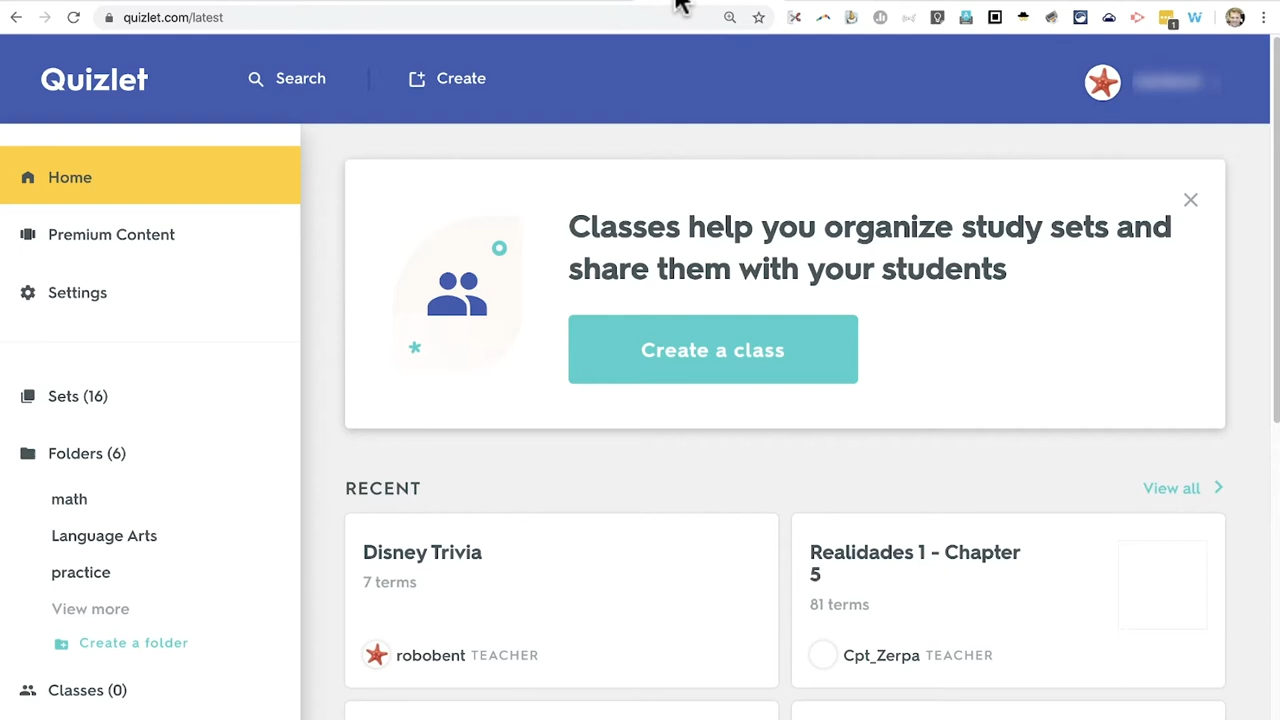 quizlet.com/latest
1
W
Quizlet
Search
Create
Home
Premium Content
Settings
Sets (16)
Folders (6)
math
Language Arts
practice
View more
Create a folder
Classes (0)
Classes help you organize study sets and
share them with your students
Create a class
RECENT
View all
Disney Trivia
7 terms
robobent TEACHER
Realidades 1 - Chapter
5
81 terms
Cpt_Zerpa TEACHER